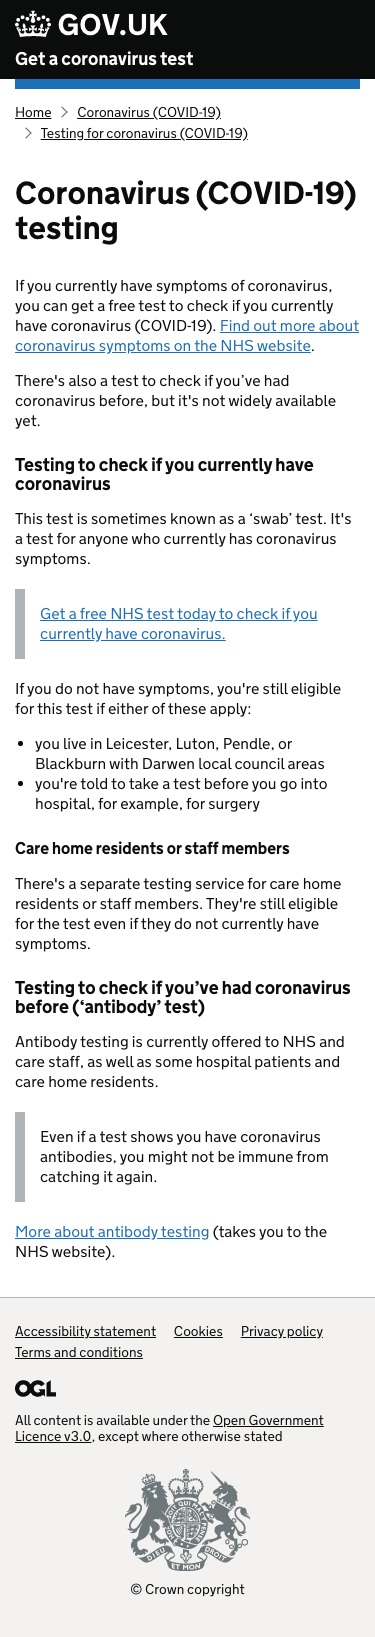 GOV.UK
Get a coronavirus test
Home
Coronavirus (COVID-19)
Testing for coronavirus (COVID-19)
Coronavirus (COVID-19)
testing
If you currently have symptoms of coronavirus,
you can get a free test to check if you currently
have coronavirus (COVID-19). Find out more about
coronavirus symptoms on the NHS website.
There's also a test to check if you’ve had
coronavirus before, but it's not widely available
yet.
Testing to check if you currently have
coronavirus
This test is sometimes known as a ‘swab’ test. It's
a test for anyone who currently has coronavirus
symptoms.
Get a free NHS test today to check if you
currently have coronavirus.
If you do not have symptoms, you're still eligible
for this test if either of these apply:
• you live in Leicester, Luton, Pendle, or
Blackburn with Darwen local council areas
• you're told to take a test before you go into
hospital, for example, for surgery
Care home residents or staff members
There's a separate testing service for care home
residents or staff members. They're still eligible
for the test even if they do not currently have
symptoms.
Testing to check if you’ve had coronavirus
before (‘antibody’ test)
Antibody testing is currently offered to NHS and
care staff, as well as some hospital patients and
care home residents.
Even if a test shows you have coronavirus
antibodies, you might not be immune from
catching it again.
More about antibody testing (takes you to the
NHS website).
Accessibility statement
Cookies
Privacy policy
Terms and conditions
OGL
All content is available under the Open Government
Licence v3.0, except where otherwise stated
DIEU ET MON DROIT
© Crown copyright